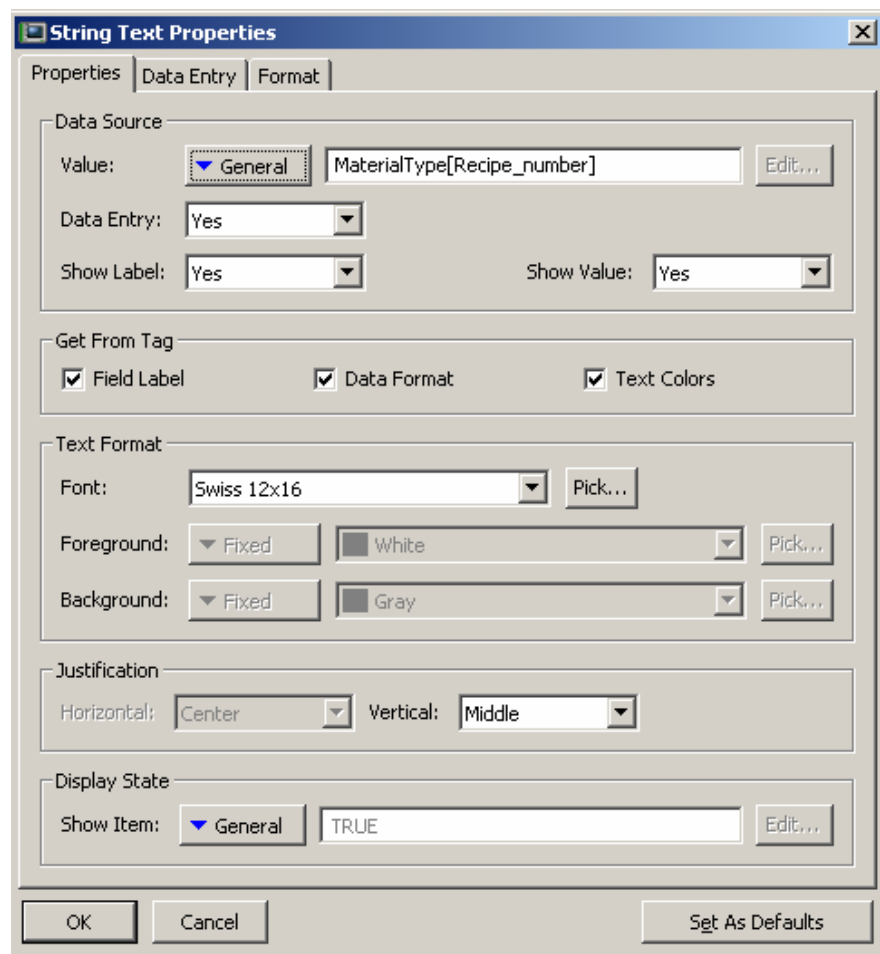 String Text Properties
Properties Data Entry Format
Data Source
Value: General MaterialType[Recipe_number] Edit...
Data Entry: Yes
Show Label: Yes Show Value: Yes
Get From Tag
Field Label Data Format Text Colors
Text Format
Font: Swiss 12x16 Pick...
Foreground: Fixed White Pick...
Background: Fixed Gray Pick...
Justification
Horizontal: Center Vertical: Middle
Display State
Show Item: General TRUE Edit...
OK Cancel Set As Defaults